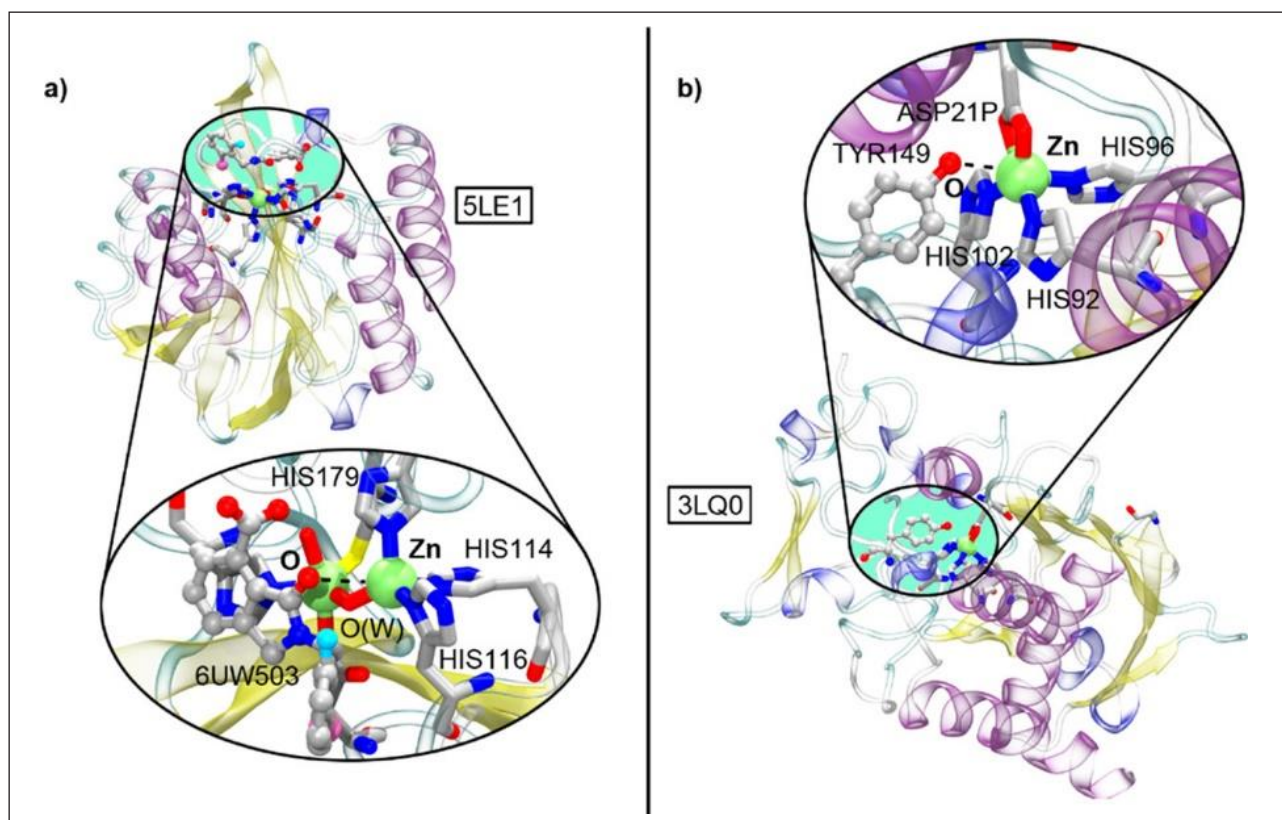 a)
5LE1
HIS179
O
Zn
HIS114
O(W)
6UW503
HIS116
b)
ASP21P
TYR149
Zn
HIS96
O
HIS102
HIS92
3LQ0